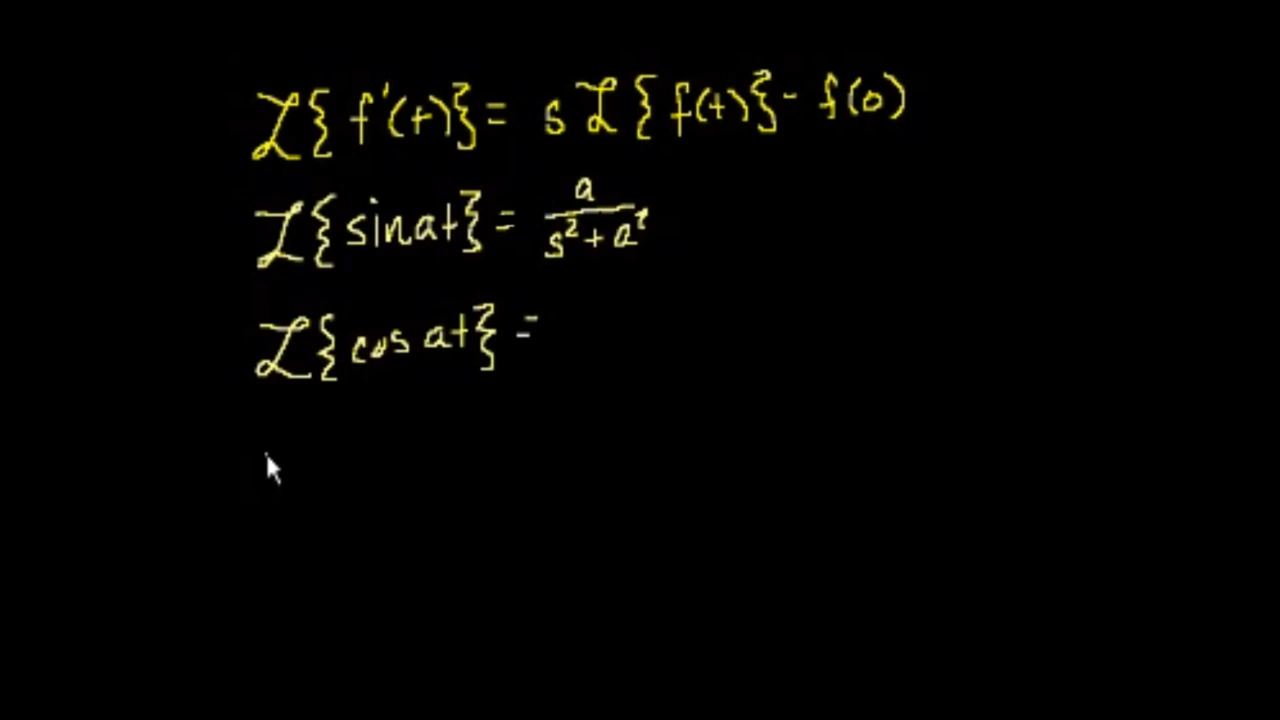 ℒ{f'(t)} = sℒ{f(t)} - f(0)
ℒ{sin at} = a/(s²+a²)
ℒ{cos at} =